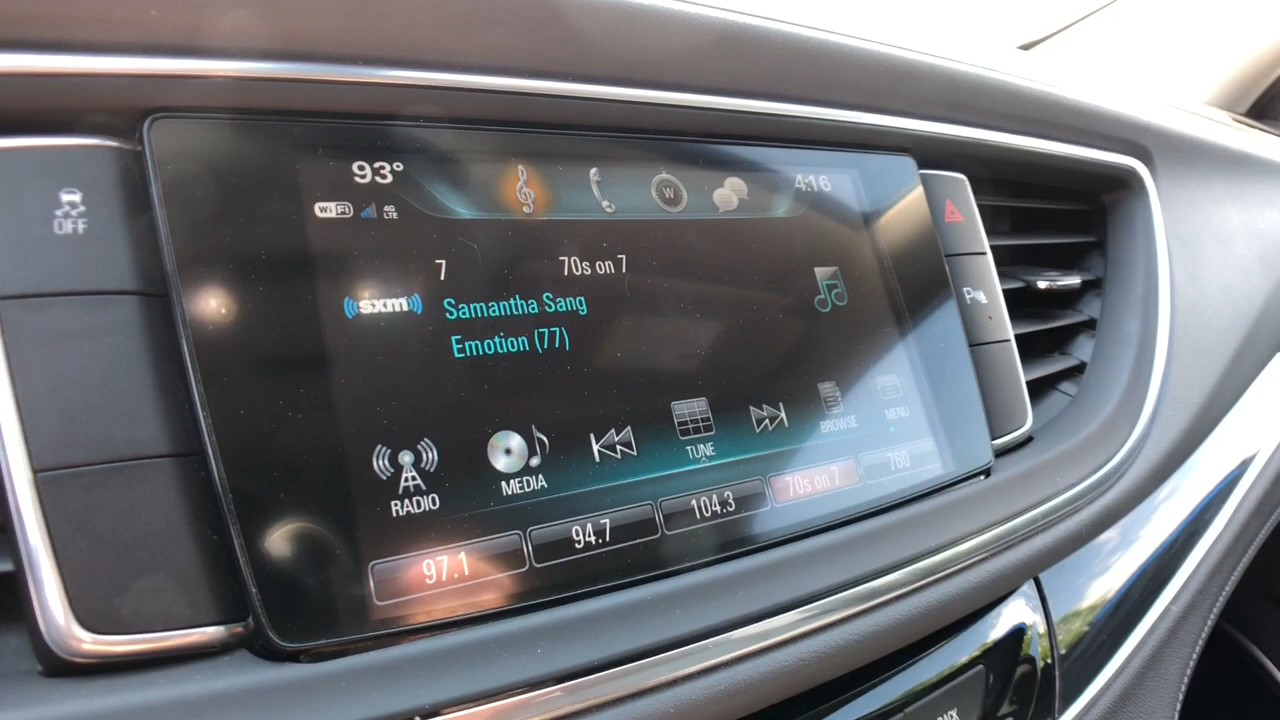 93°
W
4:16
WiFi
4G
LTE
OFF
7
70s on 7
((sxm))
Samantha Sang
Emotion (77)
P
RADIO
MEDIA
TUNE
BROWSE
MENU
97.1
94.7
104.3
70s on 7
760